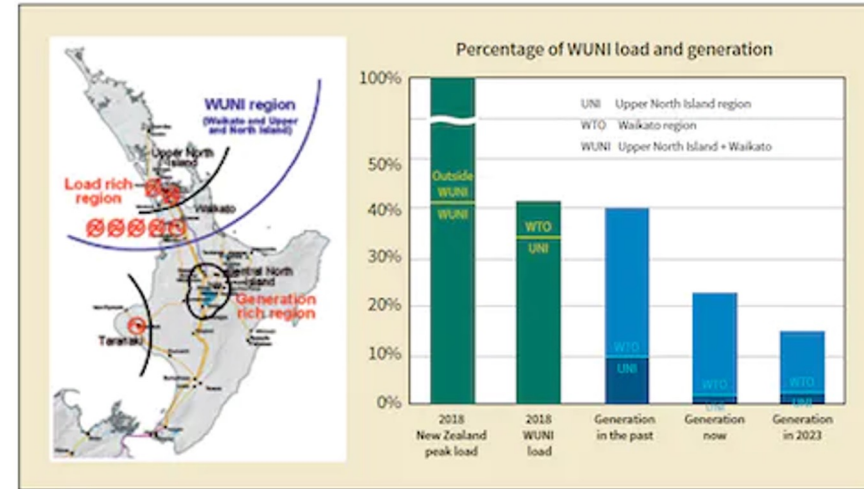 Percentage of WUNI load and generation
WUNI region
(Waikato and Upper
and North Island)
Upper North
Island
Load rich
region
Waikato
Central North
Island
Generation
rich region
Taranaki
100%
50%
40%
30%
20%
10%
0%
UNI Upper North Island region
WTO Waikato region
WUNI Upper North Island + Waikato
Outside
WUNI
WUNI
WTO
UNI
WTO
UNI
WTO
UNI
WTO
UNI
2018
New Zealand
peak load
2018
WUNI
load
Generation
in the past
Generation
now
Generation
in 2023